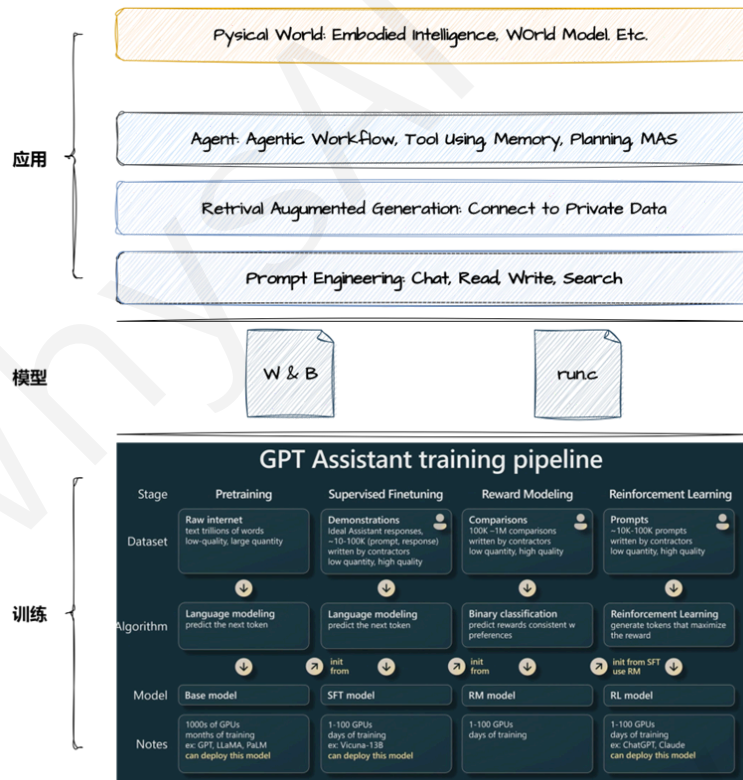 Pysical World: Embodied Intelligence, WOrld Model. Etc.
应用
Agent: Agentic Workflow, Tool Using, Memory, Planning, MAS
Retrival Augumented Generation: Connect to Private Data
Prompt Engineering: Chat, Read, Write, Search
模型
W & B
run.c
训练
GPT Assistant training pipeline
Stage
Pretraining
Supervised Finetuning
Reward Modeling
Reinforcement Learning
Dataset
Raw internet
text trillions of words
low-quality, large quantity
Demonstrations
Ideal Assistant responses,
~10-100K (prompt, response)
written by contractors
low quantity, high quality
Comparisons
100K –1M comparisons
written by contractors
low quantity, high quality
Prompts
~10K-100K prompts
written by contractors
low quantity, high quality
Algorithm
Language modeling
predict the next token
Language modeling
predict the next token
Binary classification
predict rewards consistent w
preferences
Reinforcement Learning
generate tokens that maximize
the reward
init
from
init
from
init from SFT
use RM
Model
Base model
SFT model
RM model
RL model
Notes
1000s of GPUs
months of training
ex: GPT, LLaMA, PaLM
can deploy this model
1-100 GPUs
days of training
ex: Vicuna-13B
can deploy this model
1-100 GPUs
days of training
1-100 GPUs
days of training
ex: ChatGPT, Claude
can deploy this model